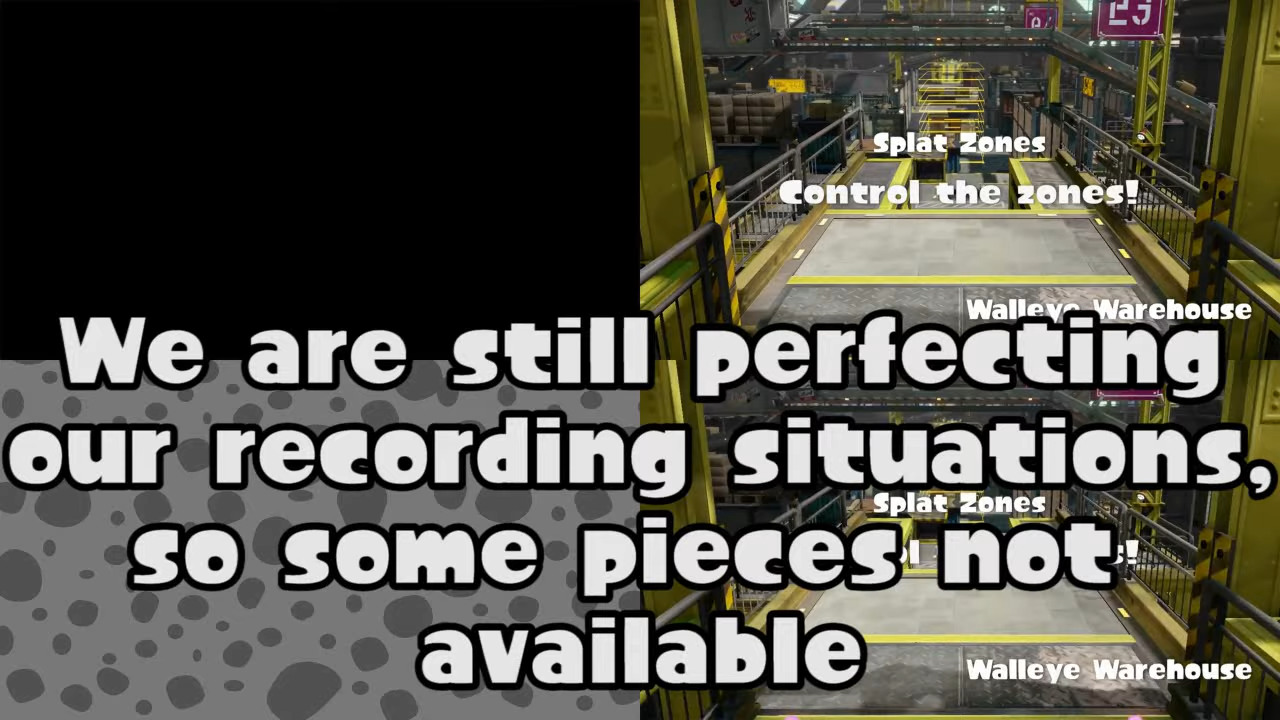 Splat Zones
Control the zones!
Walleye Warehouse
We are still perfecting
our recording situations,
Splat Zones
so some pieces not
available
Walleye Warehouse